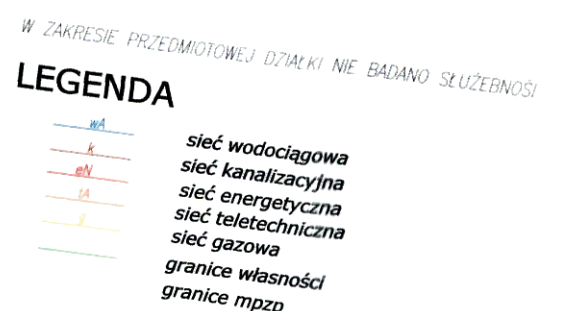 W ZAKRESIE PRZEDMIOTOWEJ DZIAŁKI NIE BADANO SŁUŻEBNOŚI
LEGENDA
wA sieć wodociągowa
k sieć kanalizacyjna
eN sieć energetyczna
tA sieć teletechniczna
g sieć gazowa
granice własności
granice mpzp